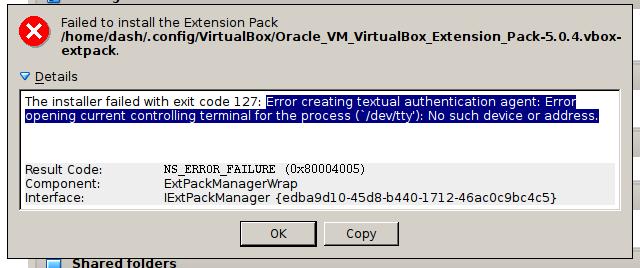 Failed to install the Extension Pack
/home/dash/.config/VirtualBox/Oracle_VM_VirtualBox_Extension_Pack-5.0.4.vbox-
extpack.
Details
The installer failed with exit code 127: Error creating textual authentication agent: Error
opening current controlling terminal for the process (`/dev/tty'): No such device or address.
Result Code: NS_ERROR_FAILURE (0x80004005)
Component: ExtPackManagerWrap
Interface: IExtPackManager {edba9d10-45d8-b440-1712-46ac0c9bc4c5}
OK Copy
Shared folders